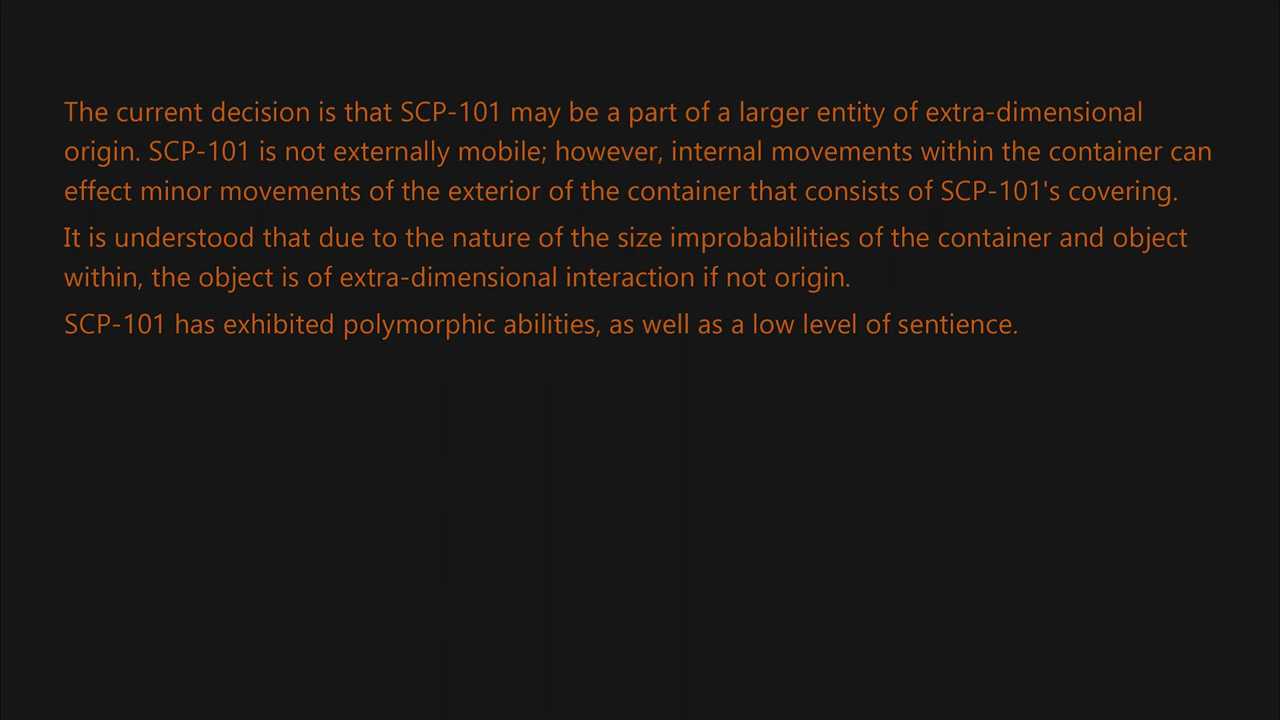 The current decision is that SCP-101 may be a part of a larger entity of extra-dimensional
origin. SCP-101 is not externally mobile; however, internal movements within the container can
effect minor movements of the exterior of the container that consists of SCP-101's covering.
It is understood that due to the nature of the size improbabilities of the container and object
within, the object is of extra-dimensional interaction if not origin.
SCP-101 has exhibited polymorphic abilities, as well as a low level of sentience.